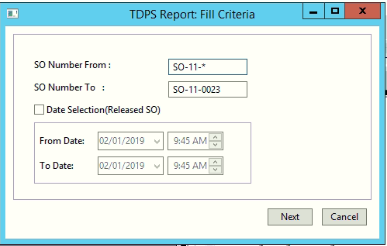 TDPS Report: Fill Criteria
SO Number From : SO-11-*
SO Number To : SO-11-0023
Date Selection(Released SO)
From Date: 02/01/2019 9:45 AM
To Date: 02/01/2019 9:45 AM
Next Cancel